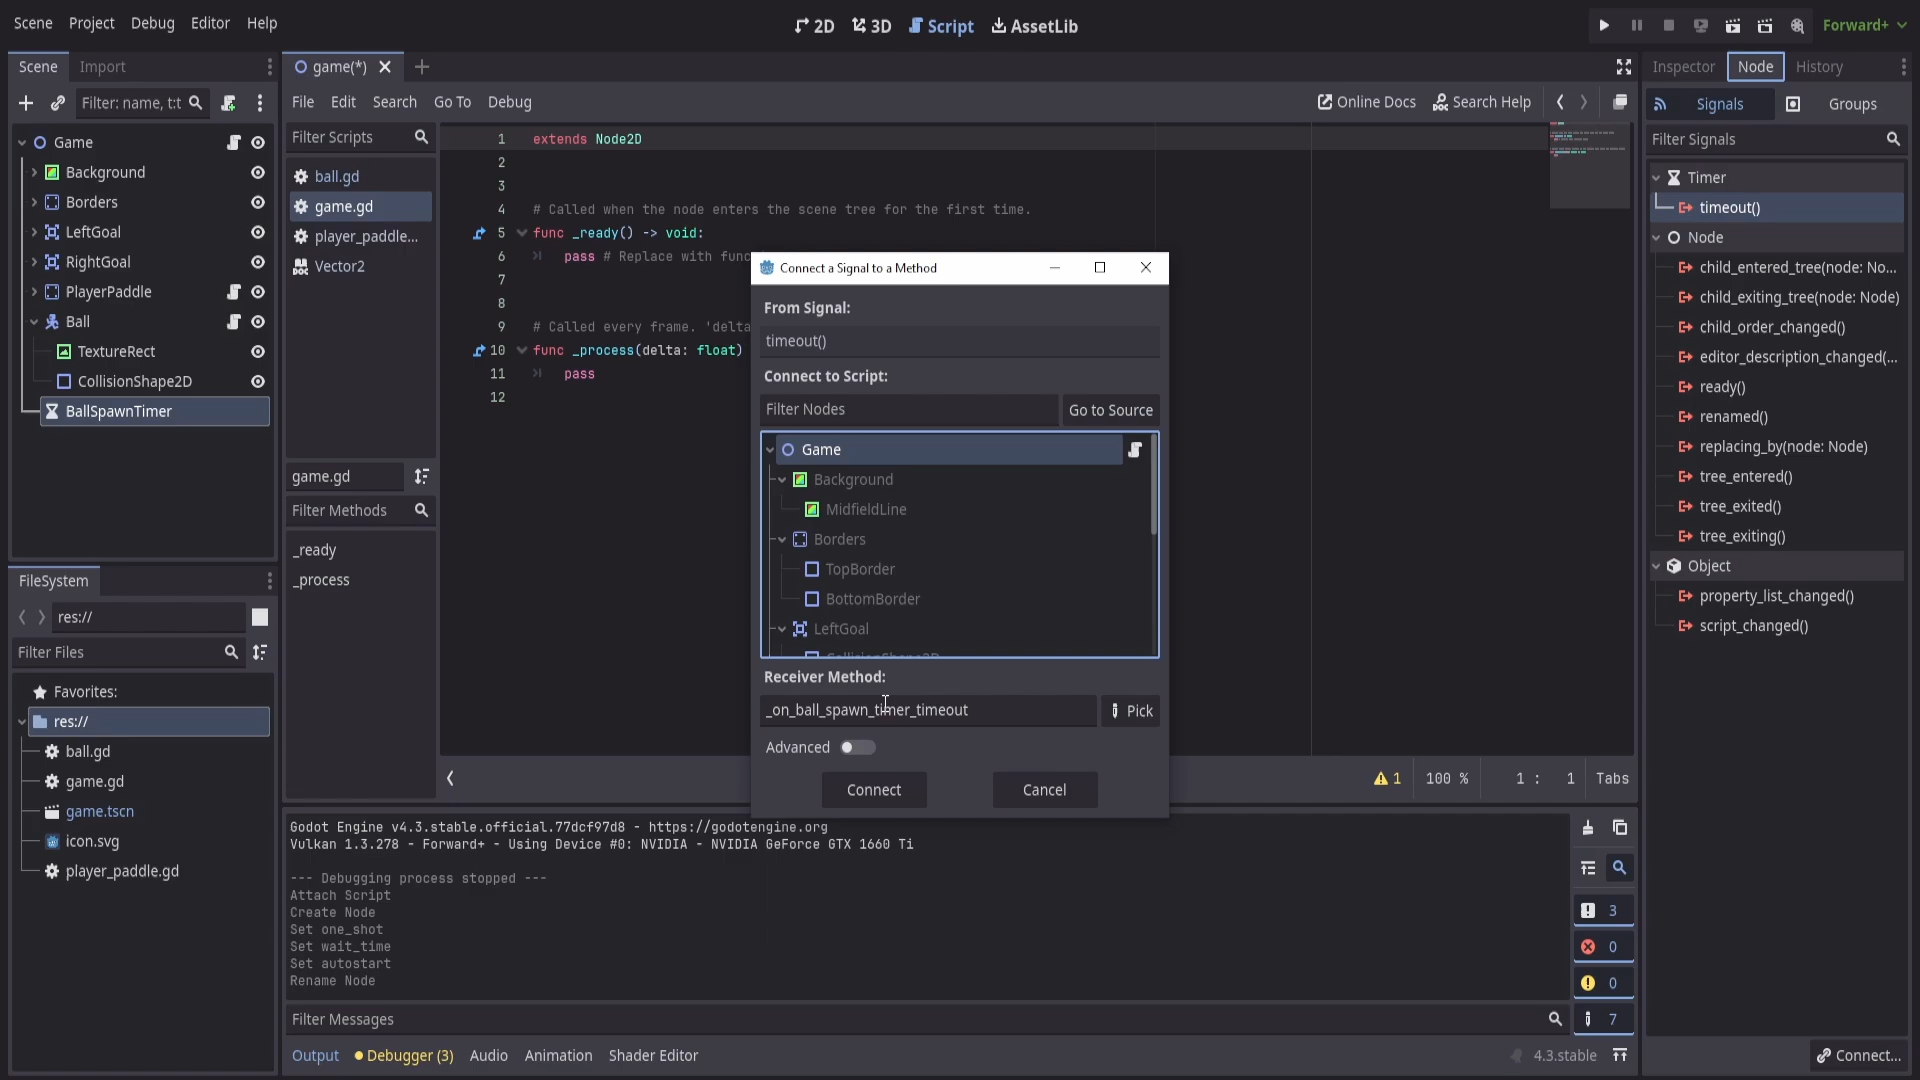 Scene Project Debug Editor Help
2D 3D Script AssetLib
Forward+
Scene Import
Filter: name, t:t
Game
Background
Borders
LeftGoal
RightGoal
PlayerPaddle
Ball
TextureRect
CollisionShape2D
BallSpawnTimer
FileSystem
res://
Filter Files
Favorites:
res://
ball.gd
game.gd
game.tscn
icon.svg
player_paddle.gd
game(*)
File Edit Search Go To Debug
Online Docs Search Help
Filter Scripts
ball.gd
game.gd
player_paddle...
Vector2
game.gd
Filter Methods
_ready
_process
1 extends Node2D
2
3
4 # Called when the node enters the scene tree for the first time.
5 func _ready() -> void:
6 pass # Replace with func
7
8
9 # Called every frame. 'delta
10 func _process(delta: float)
11 pass
12
1 100 % 1 : 1 Tabs
Connect a Signal to a Method
From Signal:
timeout()
Connect to Script:
Filter Nodes Go to Source
Game
Background
MidfieldLine
Borders
TopBorder
BottomBorder
LeftGoal
CollisionShape2D
Receiver Method:
_on_ball_spawn_timer_timeout Pick
Advanced
Connect Cancel
Godot Engine v4.3.stable.official.77dcf97d8 - https://godotengine.org
Vulkan 1.3.278 - Forward+ - Using Device #0: NVIDIA - NVIDIA GeForce GTX 1660 Ti
--- Debugging process stopped ---
Attach Script
Create Node
Set one_shot
Set wait_time
Set autostart
Rename Node
3
0
0
7
Filter Messages
Output Debugger (3) Audio Animation Shader Editor
4.3.stable
Inspector Node History
Signals Groups
Filter Signals
Timer
timeout()
Node
child_entered_tree(node: No...
child_exiting_tree(node: Node)
child_order_changed()
editor_description_changed(...
ready()
renamed()
replacing_by(node: Node)
tree_entered()
tree_exited()
tree_exiting()
Object
property_list_changed()
script_changed()
Connect...